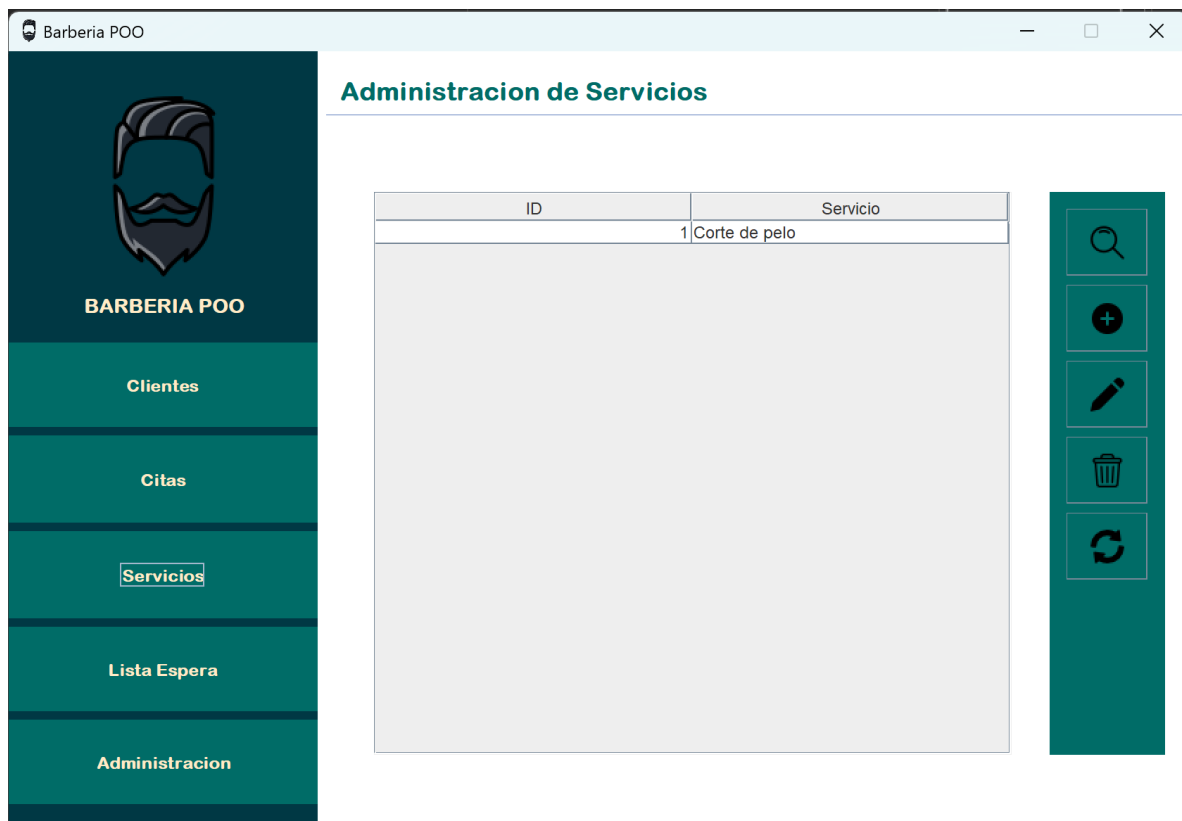 Barberia POO
Administracion de Servicios
BARBERIA POO
Clientes
Citas
Servicios
Lista Espera
Administracion
ID Servicio
1 Corte de pelo